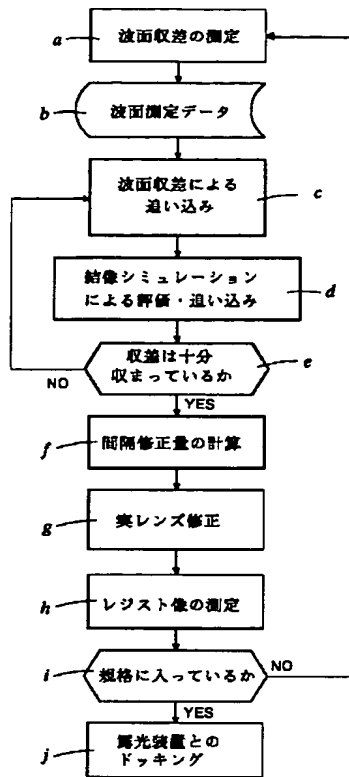 a 波面収差の測定
b 波面測定データ
波面収差による
追い込み
c
結像シミュレーション
による評価・追い込み
d
収差は十分
収まっているか
e
NO
YES
f 間隔修正量の計算
g 実レンズ修正
h レジスト像の測定
i 規格に入っているか
NO
YES
j 露光装置との
ドッキング